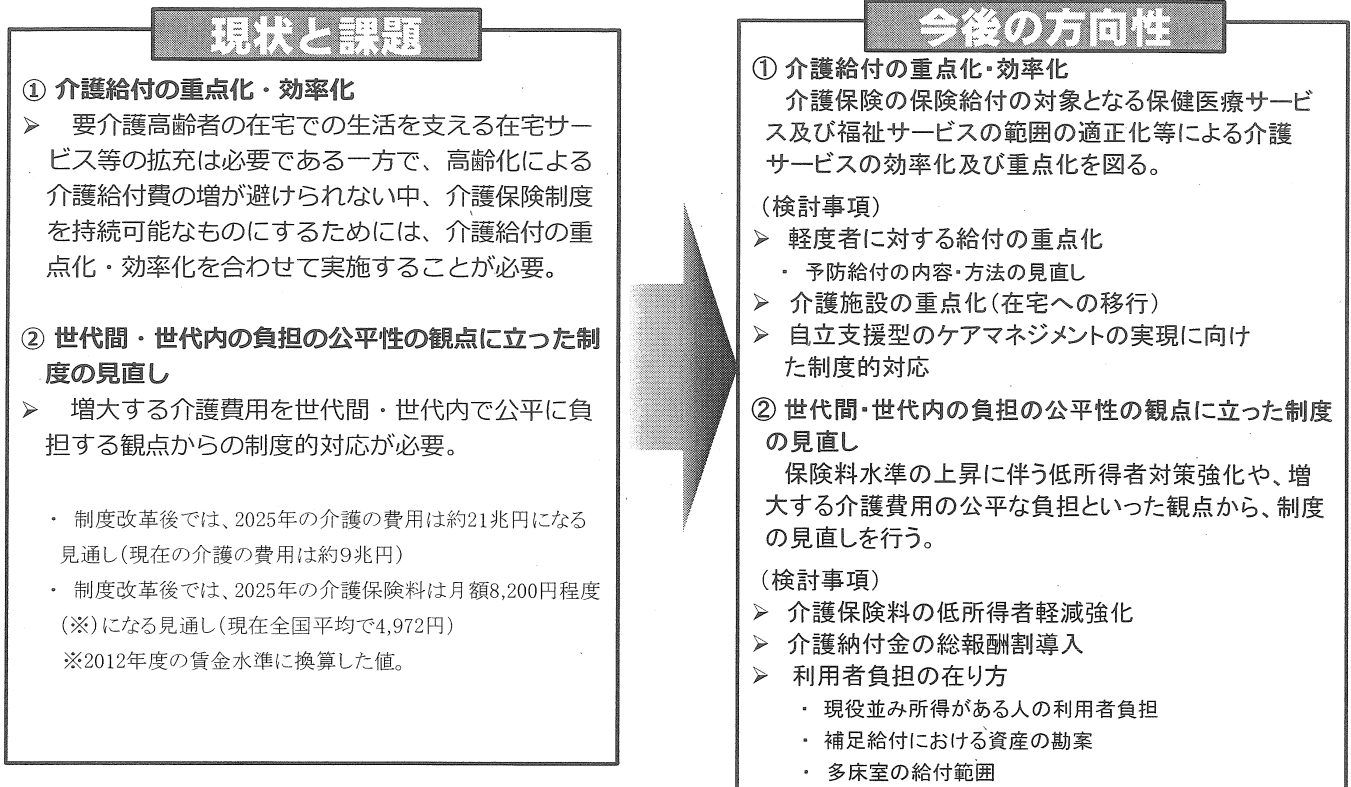 現状と課題
① 介護給付の重点化・効率化
➢ 要介護高齢者の在宅での生活を支える在宅サー
ビス等の拡充は必要である一方で、高齢化による
介護給付費の増が避けられない中、介護保険制度
を持続可能なものにするためには、介護給付の重
点化・効率化を合わせて実施することが必要。
② 世代間・世代内の負担の公平性の観点に立った制
度の見直し
➢ 増大する介護費用を世代間・世代内で公平に負
担する観点からの制度的対応が必要。
・ 制度改革後では、2025年の介護の費用は約21兆円になる
見通し(現在の介護の費用は約9兆円)
・ 制度改革後では、2025年の介護保険料は月額8,200円程度
(※)になる見通し(現在全国平均で4,972円)
※2012年度の賃金水準に換算した値。
今後の方向性
① 介護給付の重点化・効率化
介護保険の保険給付の対象となる保健医療サービ
ス及び福祉サービスの範囲の適正化等による介護
サービスの効率化及び重点化を図る。
(検討事項)
➢ 軽度者に対する給付の重点化
・ 予防給付の内容・方法の見直し
➢ 介護施設の重点化(在宅への移行)
➢ 自立支援型のケアマネジメントの実現に向け
た制度的対応
② 世代間・世代内の負担の公平性の観点に立った制度
の見直し
保険料水準の上昇に伴う低所得者対策強化や、増
大する介護費用の公平な負担といった観点から、制度
の見直しを行う。
(検討事項)
➢ 介護保険料の低所得者軽減強化
➢ 介護納付金の総報酬割導入
➢ 利用者負担の在り方
・ 現役並み所得がある人の利用者負担
・ 補足給付における資産の勘案
・ 多床室の給付範囲